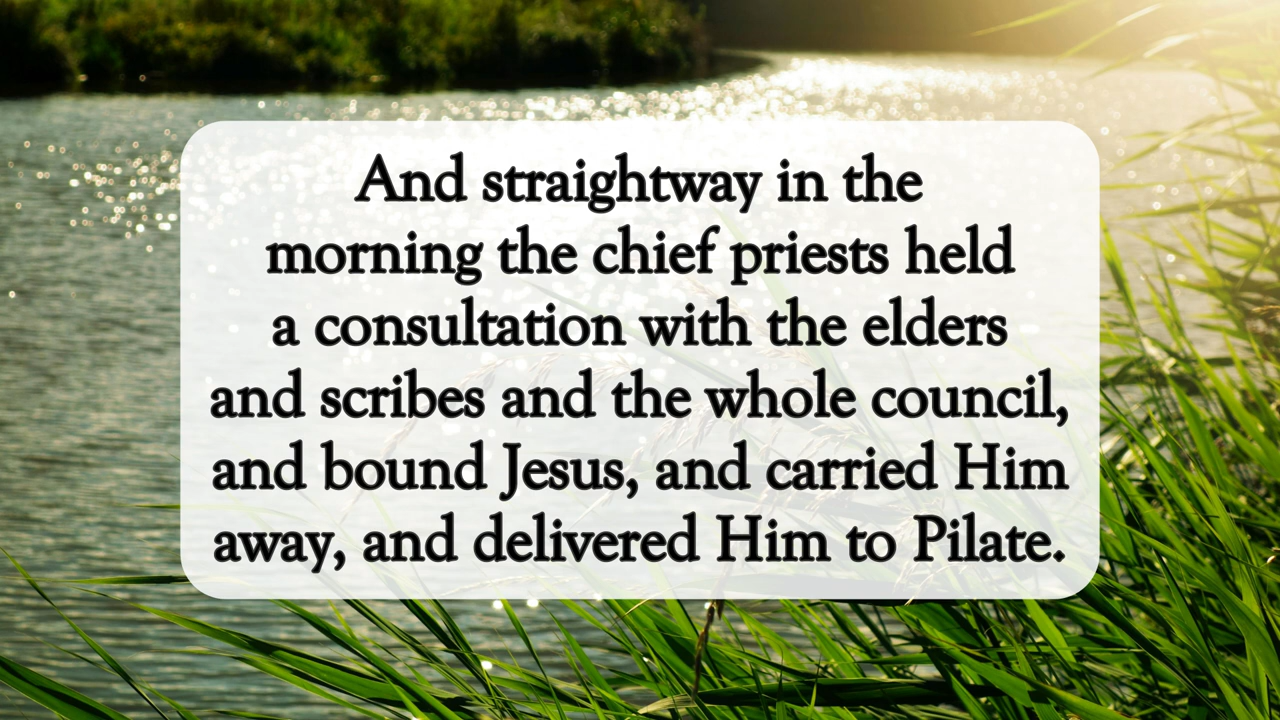 And straightway in the
morning the chief priests held
a consultation with the elders
and scribes and the whole council,
and bound Jesus, and carried Him
away, and delivered Him to Pilate.